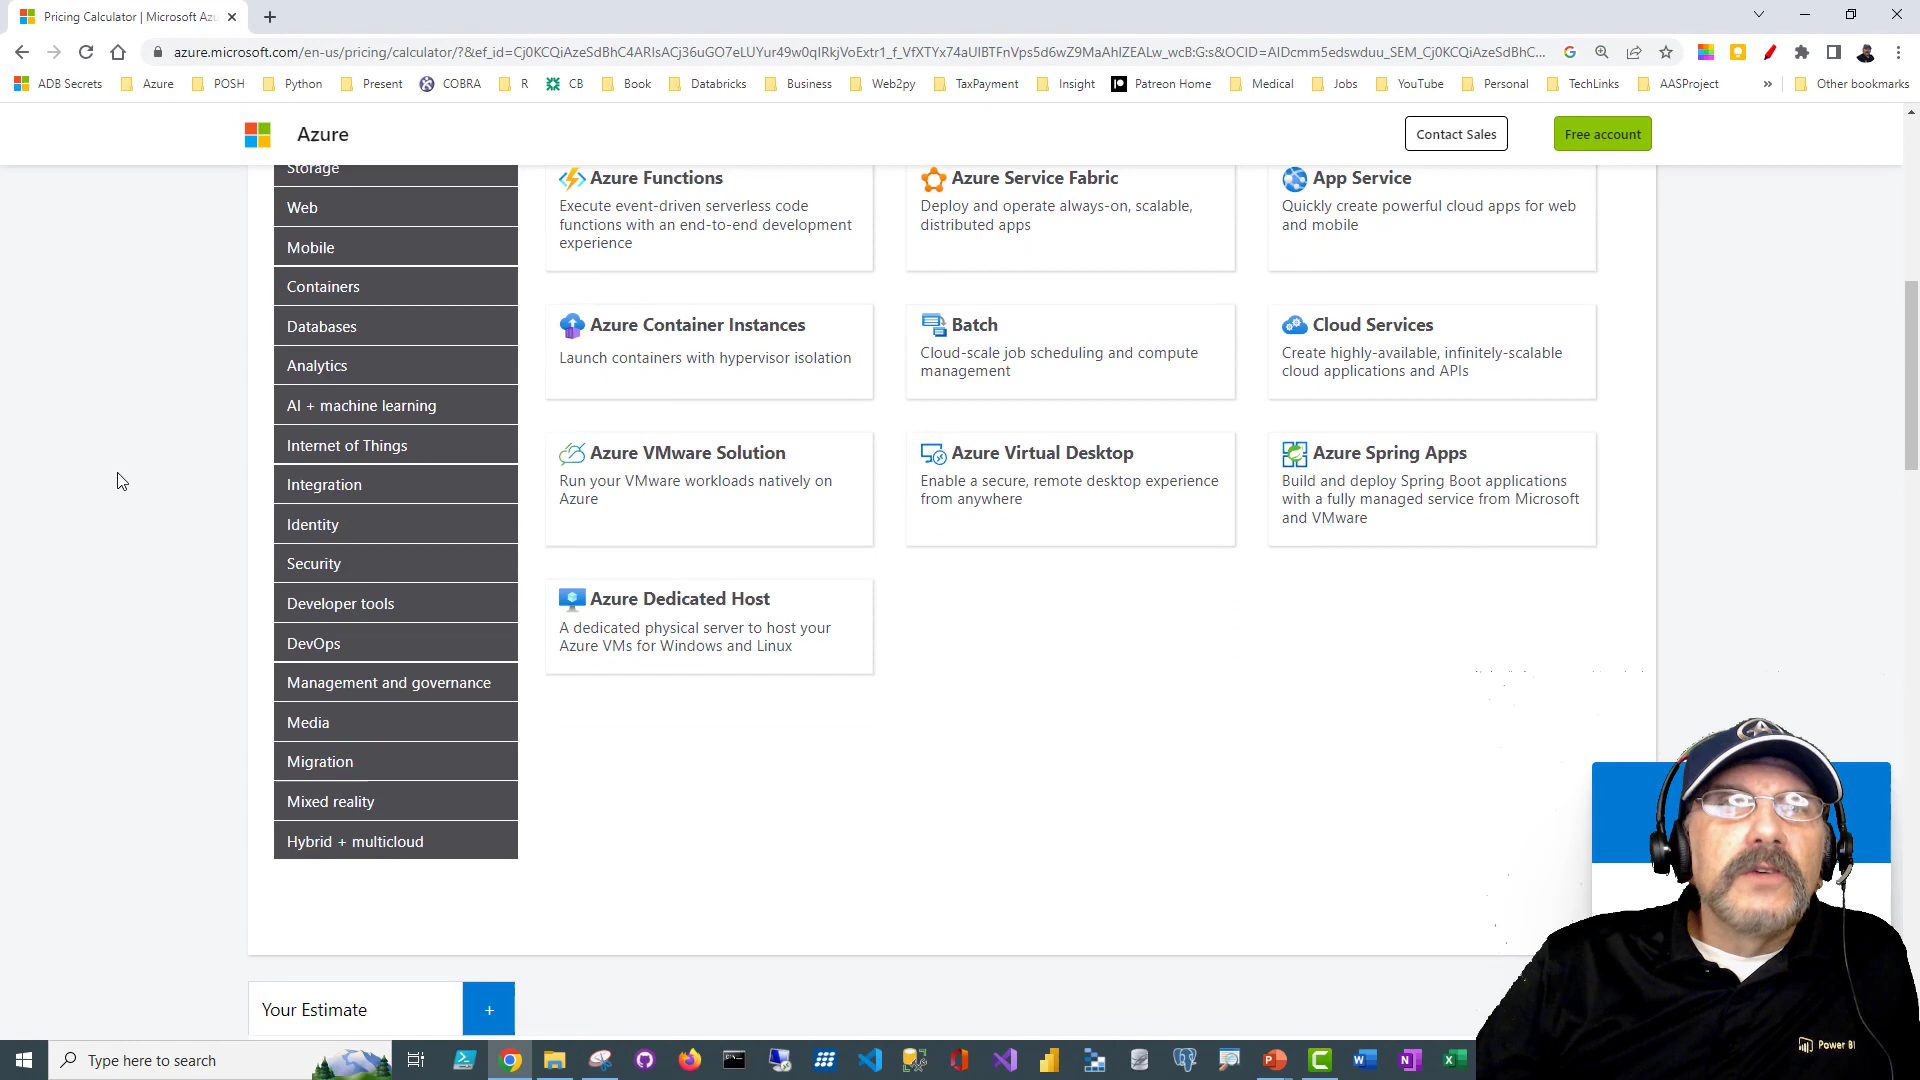 Pricing Calculator | Microsoft Azu
azure.microsoft.com/en-us/pricing/calculator/?&ef_id=Cj0KCQiAzeSdBhC4ARIsACj36uGO7eLUYur49w0qIRkjVoExtr1_f_VfXTYx74aUIBTFnVps5d6wZ9MaAhIZEALw_wcB:G:s&OCID=AIDcmm5edswduu_SEM_Cj0KCQiAzeSdBhC...
ADB Secrets Azure POSH Python Present COBRA R CB Book Databricks Business Web2py TaxPayment Insight Patreon Home Medical Jobs YouTube Personal TechLinks AASProject » Other bookmarks
Azure
Contact Sales
Free account
Storage
Web
Mobile
Containers
Databases
Analytics
AI + machine learning
Internet of Things
Integration
Identity
Security
Developer tools
DevOps
Management and governance
Media
Migration
Mixed reality
Hybrid + multicloud
Azure Functions
Execute event-driven serverless code
functions with an end-to-end development
experience
Azure Service Fabric
Deploy and operate always-on, scalable,
distributed apps
App Service
Quickly create powerful cloud apps for web
and mobile
Azure Container Instances
Launch containers with hypervisor isolation
Batch
Cloud-scale job scheduling and compute
management
Cloud Services
Create highly-available, infinitely-scalable
cloud applications and APIs
Azure VMware Solution
Run your VMware workloads natively on
Azure
Azure Virtual Desktop
Enable a secure, remote desktop experience
from anywhere
Azure Spring Apps
Build and deploy Spring Boot applications
with a fully managed service from Microsoft
and VMware
Azure Dedicated Host
A dedicated physical server to host your
Azure VMs for Windows and Linux
Your Estimate
+
Power BI
Type here to search